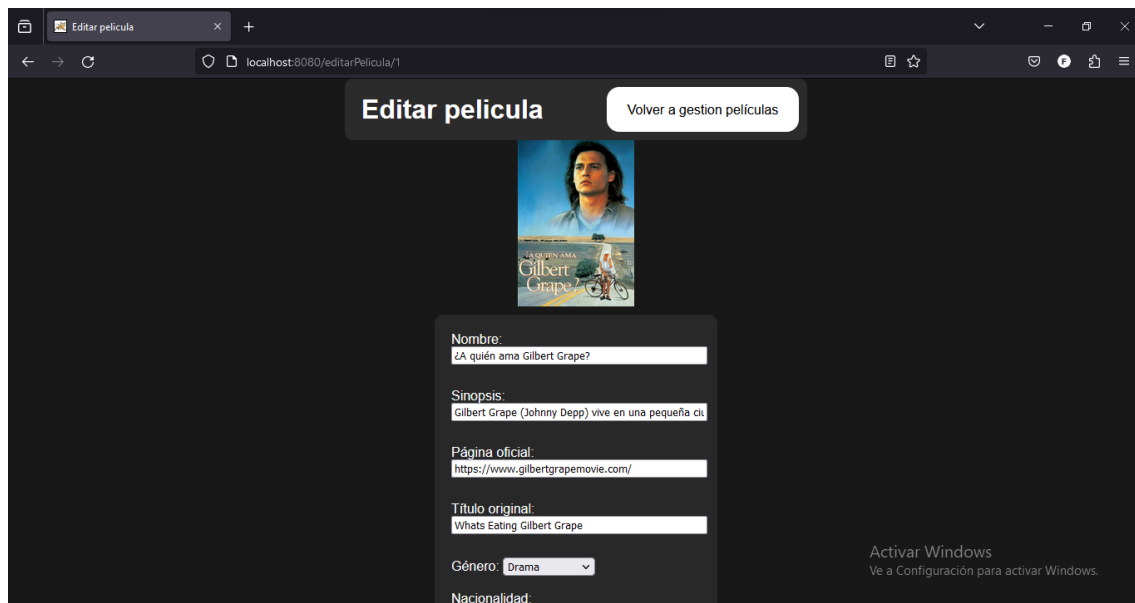 Editar pelicula
localhost:8080/editarPelicula/1
F
Editar pelicula
Volver a gestion películas
¿A QUIEN AMA
Gilbert
Grape?
Nombre:
¿A quién ama Gilbert Grape?
Sinopsis:
Gilbert Grape (Johnny Depp) vive en una pequeña ciu
Página oficial:
https://www.gilbertgrapemovie.com/
Título original:
Whats Eating Gilbert Grape
Género: Drama
Nacionalidad:
Activar Windows
Ve a Configuración para activar Windows.